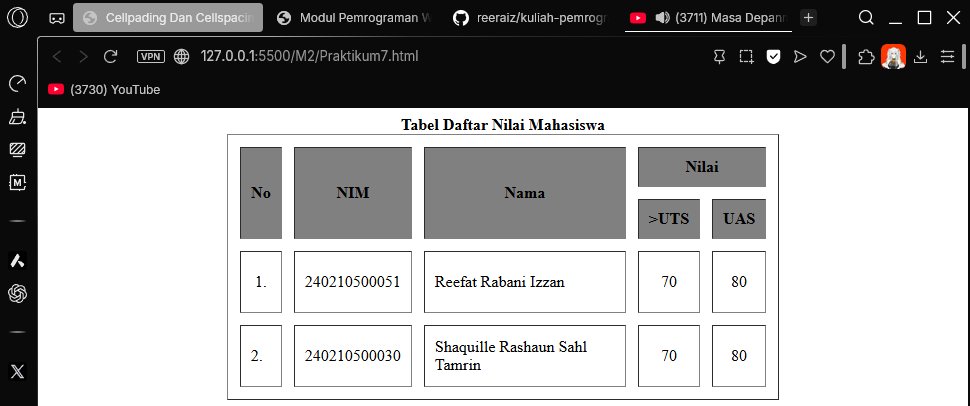 Cellpading Dan Cellspacin
Modul Pemrograman W
reeraiz/kuliah-pemrogr
(3711) Masa Depann
VPN 127.0.0.1:5500/M2/Praktikum7.html
(3730) YouTube
M
Tabel Daftar Nilai Mahasiswa
No NIM Nama Nilai
>UTS UAS
1. 240210500051 Reefat Rabani Izzan 70 80
2. 240210500030 Shaquille Rashaun Sahl Tamrin 70 80